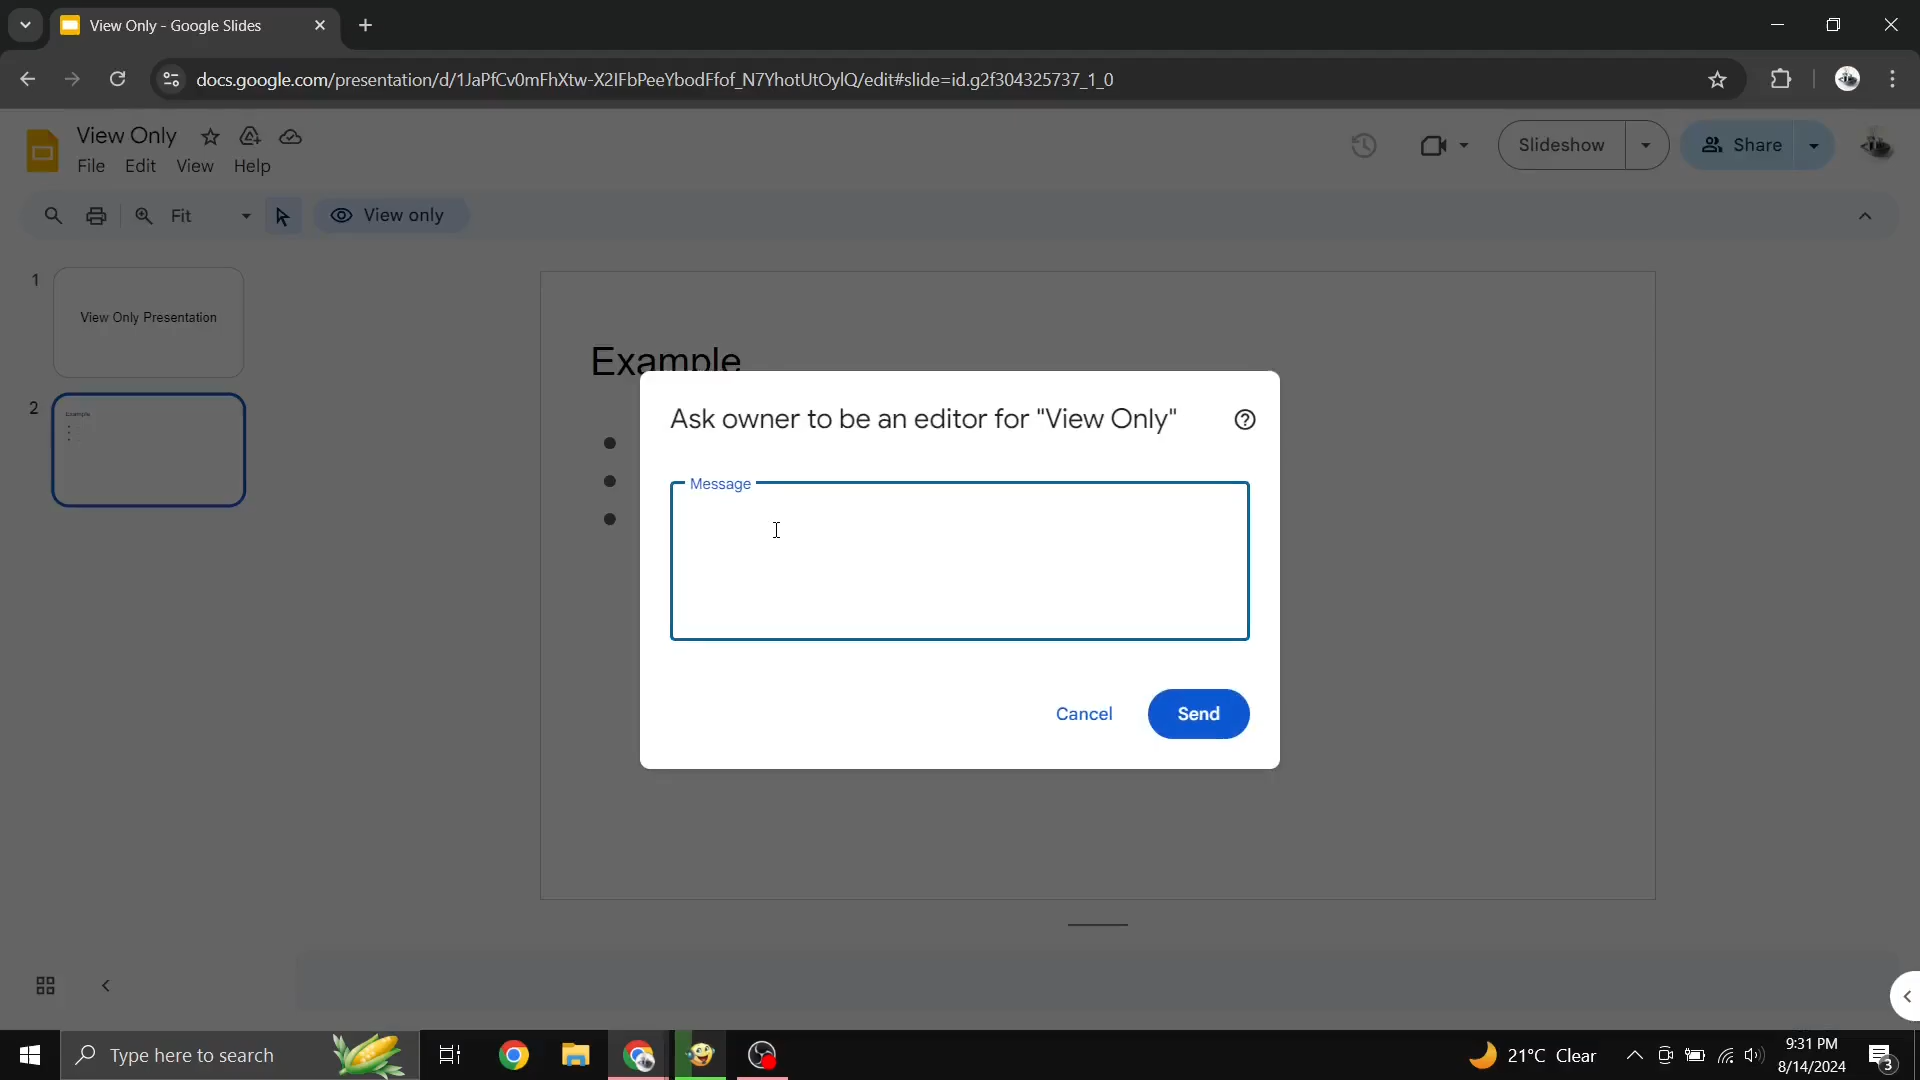 View Only - Google Slides
docs.google.com/presentation/d/1JaPfCv0mFhXtw-X2IFbPeeYbodFfof_N7YhotUtOylQ/edit#slide=id.g2f304325737_1_0
View Only
File Edit View Help
Slideshow
Share
Fit
View only
1
View Only Presentation
2
Example
Example
Ask owner to be an editor for "View Only"
Message
Cancel
Send
Type here to search
21°C Clear
9:31 PM
8/14/2024
3